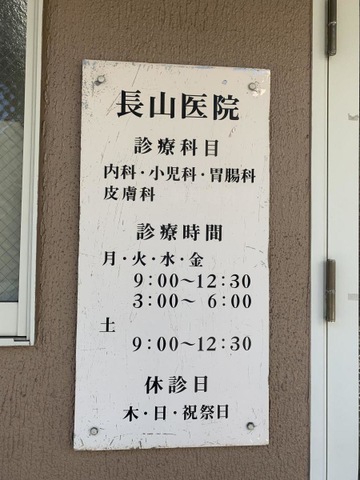 長山医院
診療科目
内科・小児科・胃腸科
皮膚科
診療時間
月・火・水・金
9:00〜12:30
3:00〜 6:00
土
9:00〜12:30
休診日
木・日・祝祭日